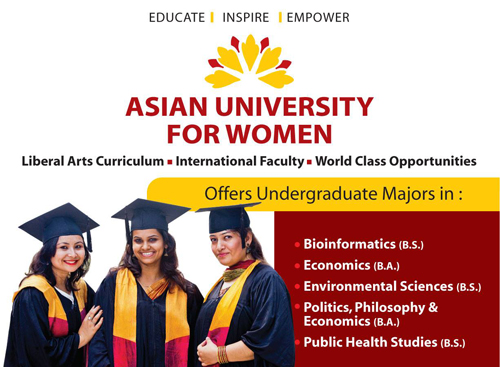 EDUCATE | INSPIRE | EMPOWER
ASIAN UNIVERSITY
FOR WOMEN
Liberal Arts Curriculum ▪ International Faculty ▪ World Class Opportunities
Offers Undergraduate Majors in :
• Bioinformatics (B.S.)
• Economics (B.A.)
• Environmental Sciences (B.S.)
• Politics, Philosophy &
Economics (B.A.)
• Public Health Studies (B.S.)